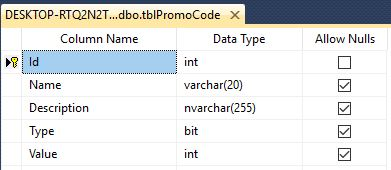 DESKTOP-RTQ2N2T...dbo.tblPromoCode
Column Name Data Type Allow Nulls
Id int
Name varchar(20)
Description nvarchar(255)
Type bit
Value int